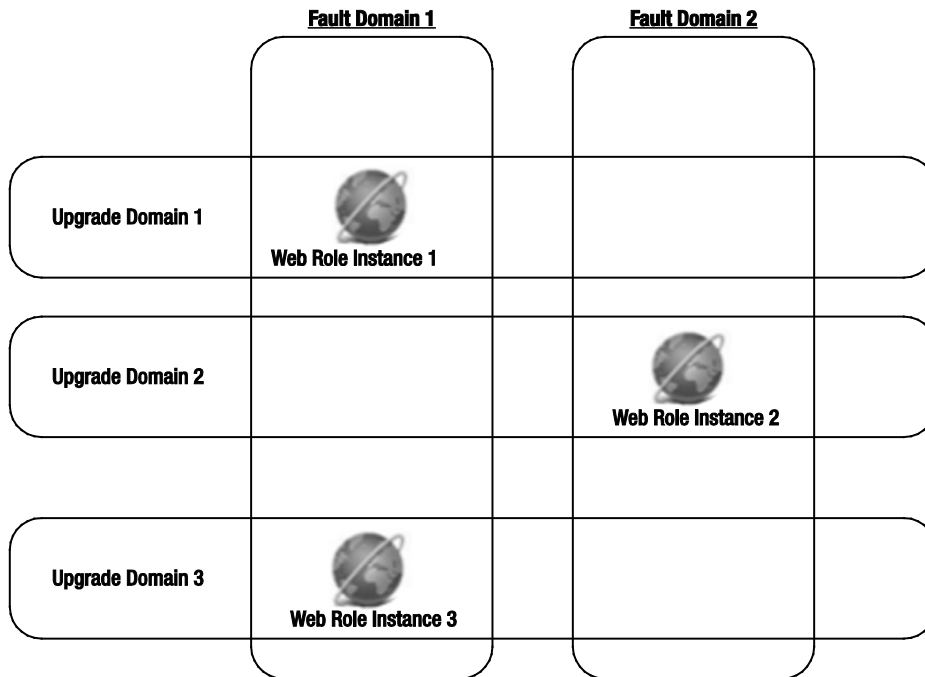 Fault Domain 1
Fault Domain 2
Upgrade Domain 1
Web Role Instance 1
Upgrade Domain 2
Web Role Instance 2
Upgrade Domain 3
Web Role Instance 3